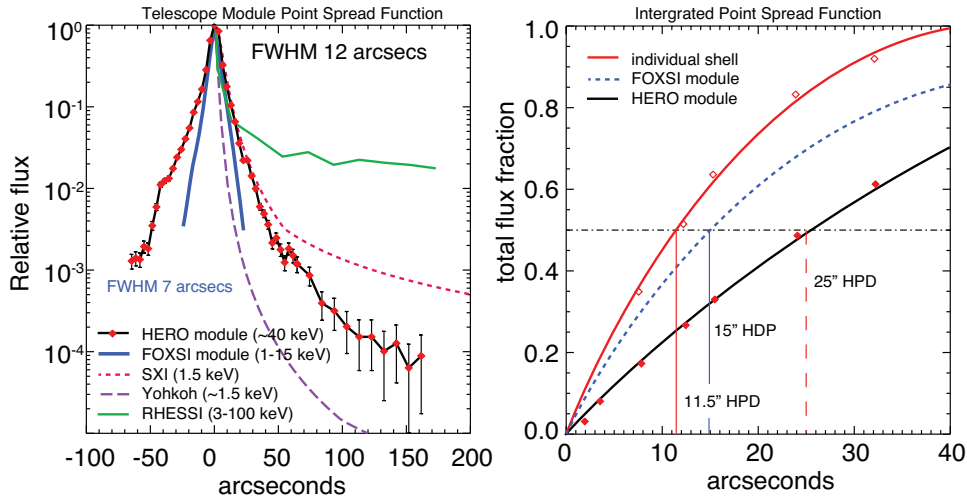 Telescope Module Point Spread Function
Relative flux
10^0
10^-1
10^-2
10^-3
10^-4
FWHM 12 arcsecs
FWHM 7 arcsecs
HERO module (~40 keV)
FOXSI module (1-15 keV)
SXI (1.5 keV)
Yohkoh (~1.5 keV)
RHESSI (3-100 keV)
-100 -50 0 50 100 150 200
arcseconds
Intergrated Point Spread Function
total flux fraction
1.0
0.8
0.6
0.4
0.2
0.0
individual shell
FOXSI module
HERO module
25" HPD
15" HDP
11.5" HPD
0 10 20 30 40
arcseconds